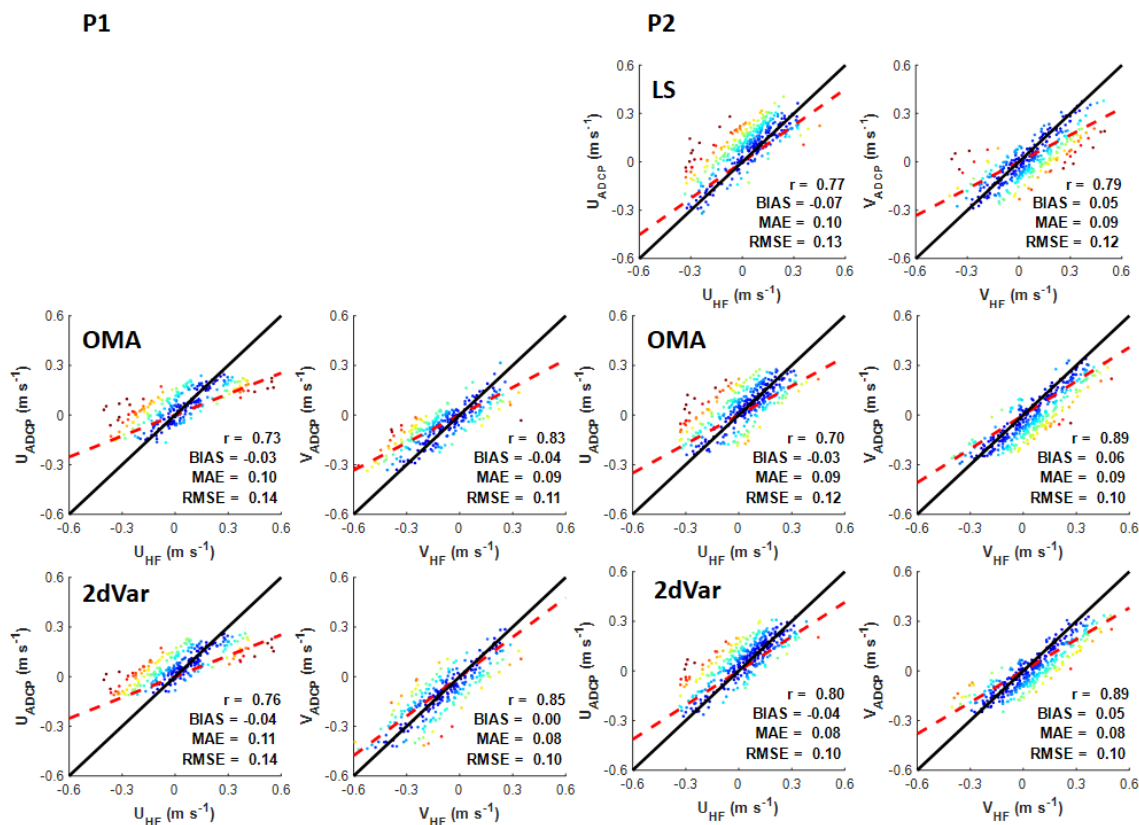 P1
P2
LS
0.6
0.3
0
-0.3
-0.6
U_ADCP (m s⁻¹)
r = 0.77
BIAS = -0.07
MAE = 0.10
RMSE = 0.13
-0.6 -0.3 0 0.3 0.6
U_HF (m s⁻¹)
0.6
0.3
0
-0.3
-0.6
V_ADCP (m s⁻¹)
r = 0.79
BIAS = 0.05
MAE = 0.09
RMSE = 0.12
-0.6 -0.3 0 0.3 0.6
V_HF (m s⁻¹)
OMA
0.6
0.3
0
-0.3
-0.6
U_ADCP (m s⁻¹)
r = 0.73
BIAS = -0.03
MAE = 0.10
RMSE = 0.14
-0.6 -0.3 0 0.3 0.6
U_HF (m s⁻¹)
0.6
0.3
0
-0.3
-0.6
V_ADCP (m s⁻¹)
r = 0.83
BIAS = -0.04
MAE = 0.09
RMSE = 0.11
-0.6 -0.3 0 0.3 0.6
V_HF (m s⁻¹)
OMA
0.6
0.3
0
-0.3
-0.6
U_ADCP (m s⁻¹)
r = 0.70
BIAS = -0.03
MAE = 0.09
RMSE = 0.12
-0.6 -0.3 0 0.3 0.6
U_HF (m s⁻¹)
0.6
0.3
0
-0.3
-0.6
V_ADCP (m s⁻¹)
r = 0.89
BIAS = 0.06
MAE = 0.09
RMSE = 0.10
-0.6 -0.3 0 0.3 0.6
V_HF (m s⁻¹)
2dVar
0.6
0.3
0
-0.3
-0.6
U_ADCP (m s⁻¹)
r = 0.76
BIAS = -0.04
MAE = 0.11
RMSE = 0.14
-0.6 -0.3 0 0.3 0.6
U_HF (m s⁻¹)
0.6
0.3
0
-0.3
-0.6
V_ADCP (m s⁻¹)
r = 0.85
BIAS = 0.00
MAE = 0.08
RMSE = 0.10
-0.6 -0.3 0 0.3 0.6
V_HF (m s⁻¹)
2dVar
0.6
0.3
0
-0.3
-0.6
U_ADCP (m s⁻¹)
r = 0.80
BIAS = -0.04
MAE = 0.08
RMSE = 0.10
-0.6 -0.3 0 0.3 0.6
U_HF (m s⁻¹)
0.6
0.3
0
-0.3
-0.6
V_ADCP (m s⁻¹)
r = 0.89
BIAS = 0.05
MAE = 0.08
RMSE = 0.10
-0.6 -0.3 0 0.3 0.6
V_HF (m s⁻¹)